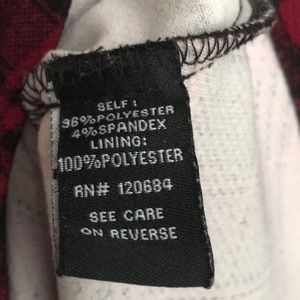 SELF:
96%POLYESTER
4%SPANDEX
LINING:
100%POLYESTER
RN# 120684
SEE CARE
ON REVERSE